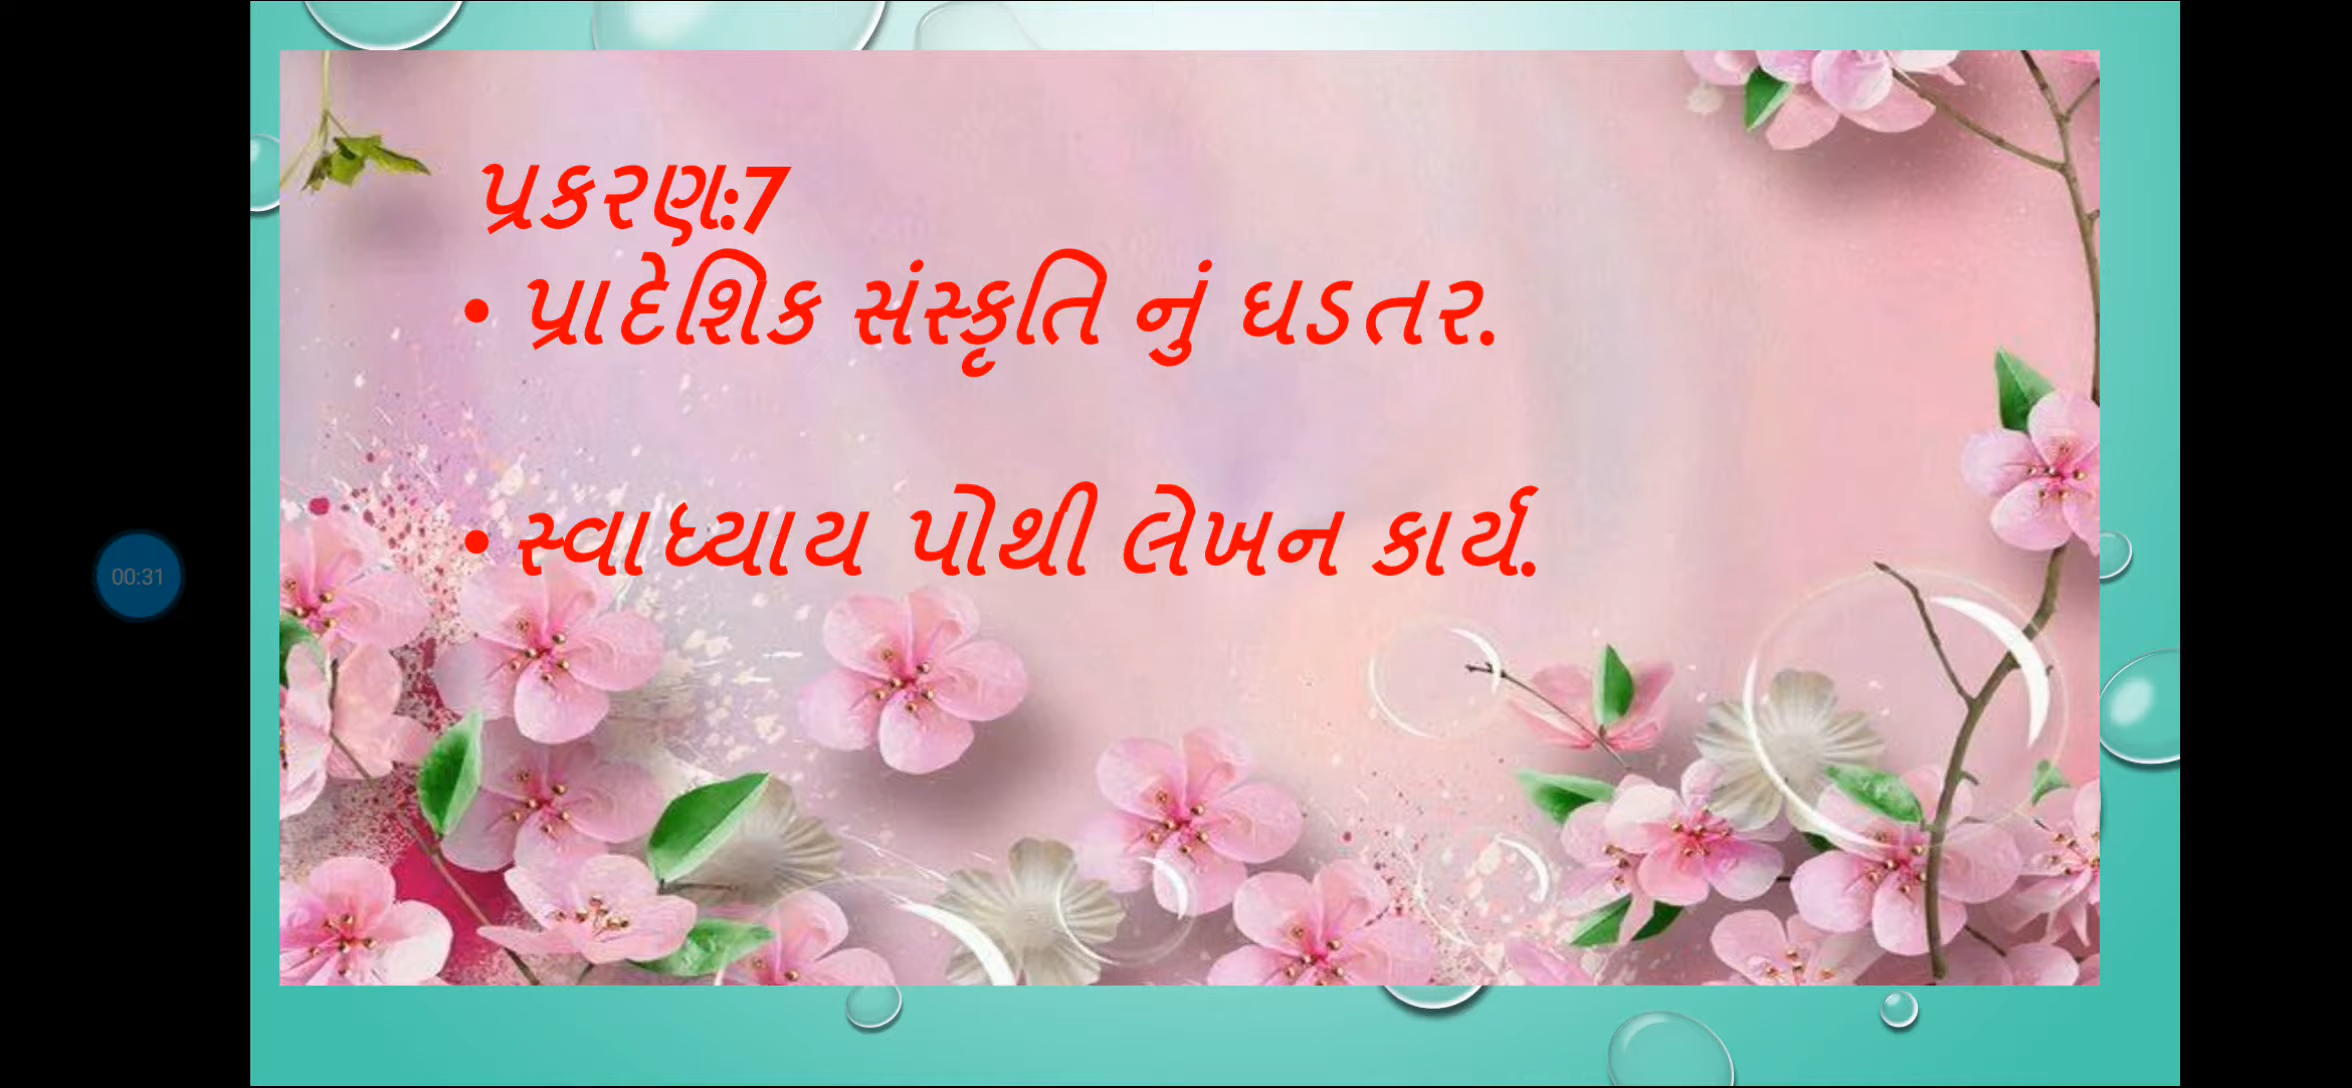 પ્રકરણ:7
• પ્રાદેશિક સંસ્કૃતિ નું ઘડતર.
• સ્વાધ્યાય પોથી લેખન કાર્ય.
00:31